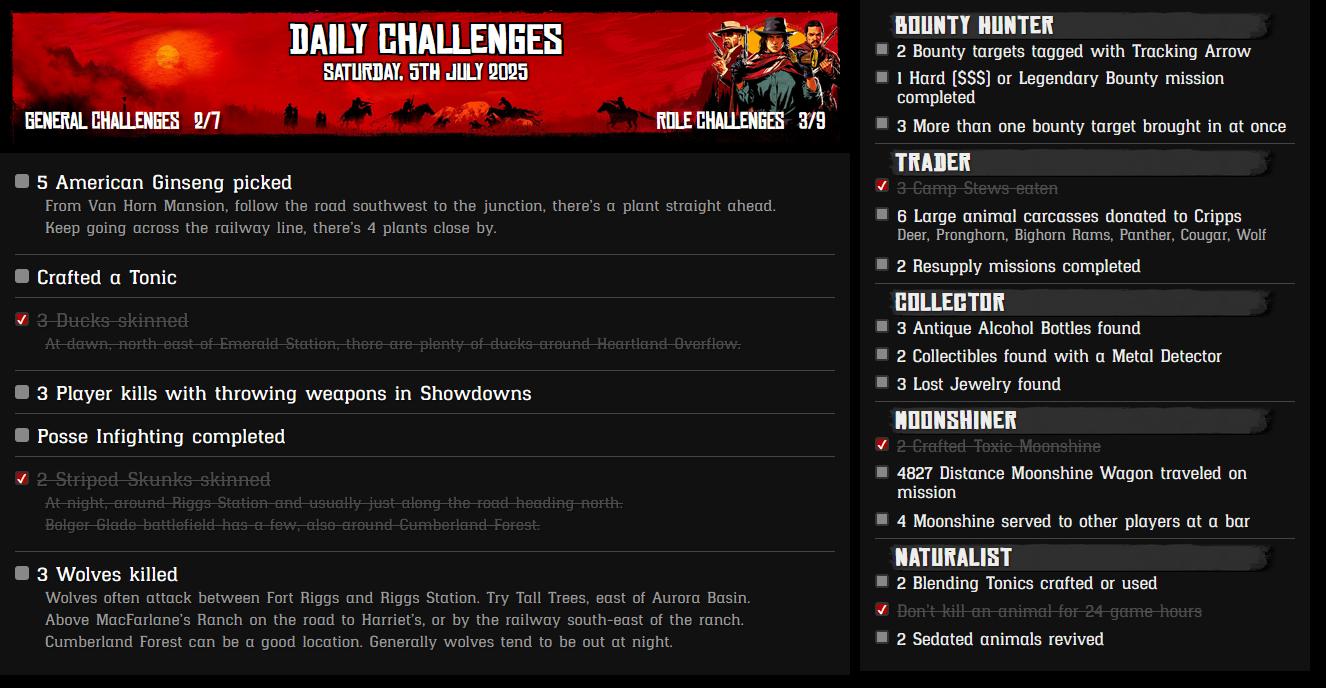 DAILY CHALLENGES
SATURDAY, 5TH JULY 2025
GENERAL CHALLENGES 2/7
ROLE CHALLENGES 3/9
5 American Ginseng picked
From Van Horn Mansion, follow the road southwest to the junction, there's a plant straight ahead.
Keep going across the railway line, there's 4 plants close by.
Crafted a Tonic
3 Ducks skinned
At dawn, north east of Emerald Station, there are plenty of ducks around Heartland Overflow.
3 Player kills with throwing weapons in Showdowns
Posse Infighting completed
2 Striped Skunks skinned
At night, around Riggs Station and usually just along the road heading north.
Bolger Glade battlefield has a few, also around Cumberland Forest.
3 Wolves killed
Wolves often attack between Fort Riggs and Riggs Station. Try Tall Trees, east of Aurora Basin.
Above MacFarlane's Ranch on the road to Harriet's, or by the railway south-east of the ranch.
Cumberland Forest can be a good location. Generally wolves tend to be out at night.
BOUNTY HUNTER
2 Bounty targets tagged with Tracking Arrow
1 Hard ($$$) or Legendary Bounty mission
completed
3 More than one bounty target brought in at once
TRADER
3 Camp Stews eaten
6 Large animal carcasses donated to Cripps
Deer, Pronghorn, Bighorn Rams, Panther, Cougar, Wolf
2 Resupply missions completed
COLLECTOR
3 Antique Alcohol Bottles found
2 Collectibles found with a Metal Detector
3 Lost Jewelry found
MOONSHINER
2 Crafted Toxic Moonshine
4827 Distance Moonshine Wagon traveled on
mission
4 Moonshine served to other players at a bar
NATURALIST
2 Blending Tonics crafted or used
Don't kill an animal for 24 game hours
2 Sedated animals revived